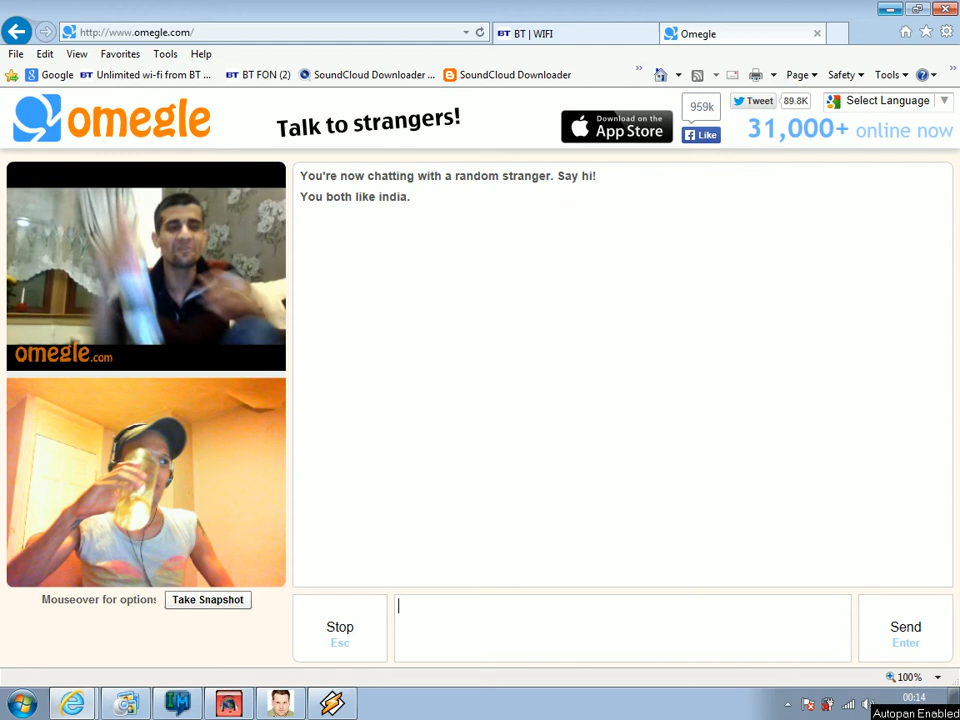 http://www.omegle.com/
BT BT | WIFI
Omegle
File Edit View Favorites Tools Help
Google BT Unlimited wi-fi from BT ... BT BT FON (2) SoundCloud Downloader ... SoundCloud Downloader
Page Safety Tools
omegle
Talk to strangers!
Download on the
App Store
959k
Like
Tweet 89.8K
Select Language
31,000+ online now
You're now chatting with a random stranger. Say hi!
You both like india.
omegle.com
Mouseover for options
Take Snapshot
Stop
Esc
Send
Enter
100%
IM
00:14
Autopan Enabled